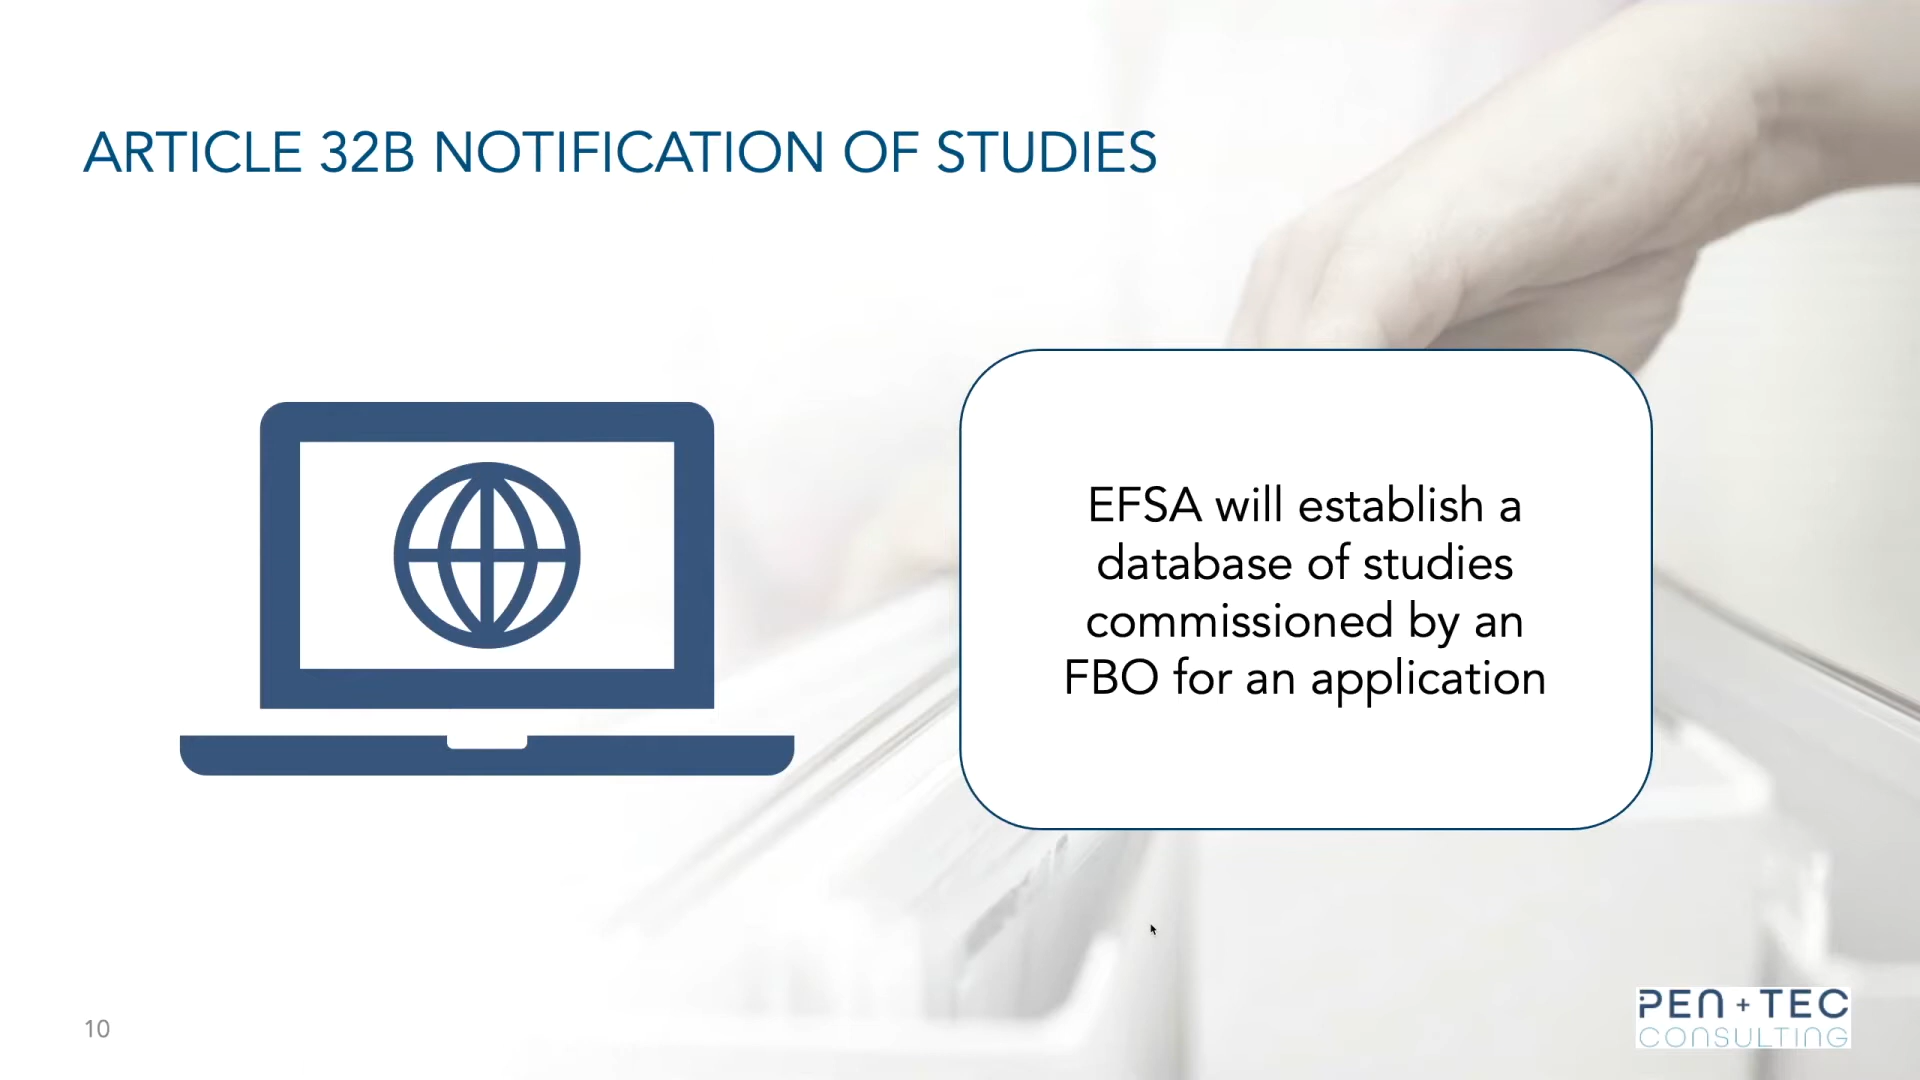 ARTICLE 32B NOTIFICATION OF STUDIES
EFSA will establish a
database of studies
commissioned by an
FBO for an application
10
PEN + TEC
CONSULTING